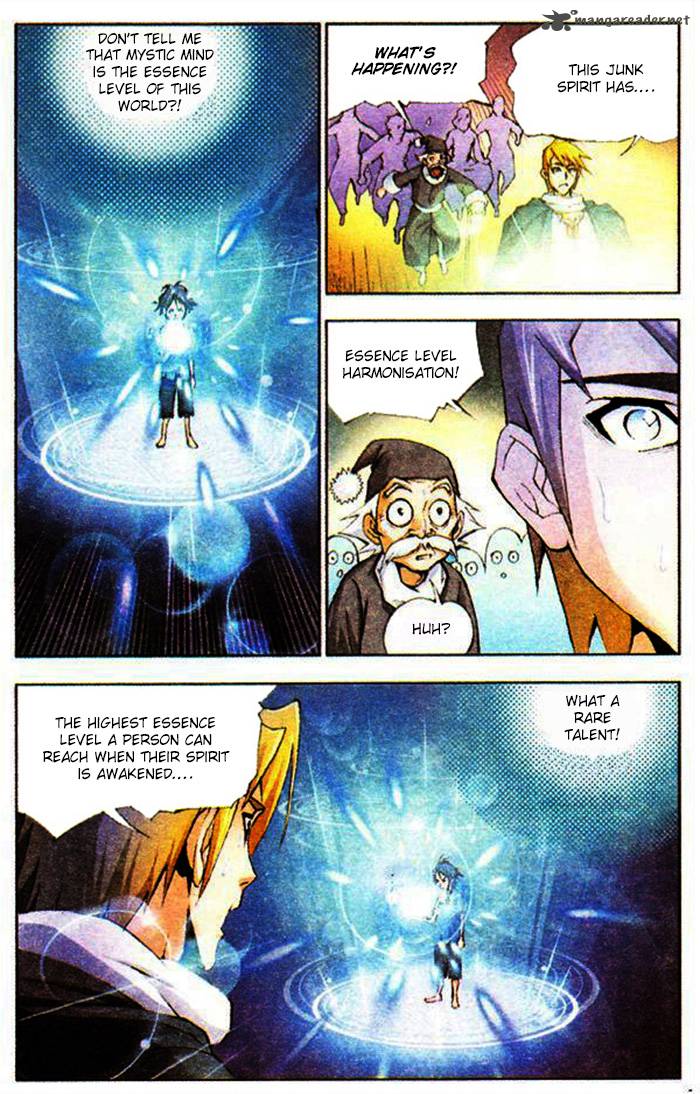 mangareader.net
DON'T TELL ME
THAT MYSTIC MIND
IS THE ESSENCE
LEVEL OF THIS
WORLD?!
WHAT'S
HAPPENING?!
THIS JUNK
SPIRIT HAS....
ESSENCE LEVEL
HARMONISATION!
HUH?
THE HIGHEST ESSENCE
LEVEL A PERSON CAN
REACH WHEN THEIR SPIRIT
IS AWAKENED....
WHAT A
RARE
TALENT!